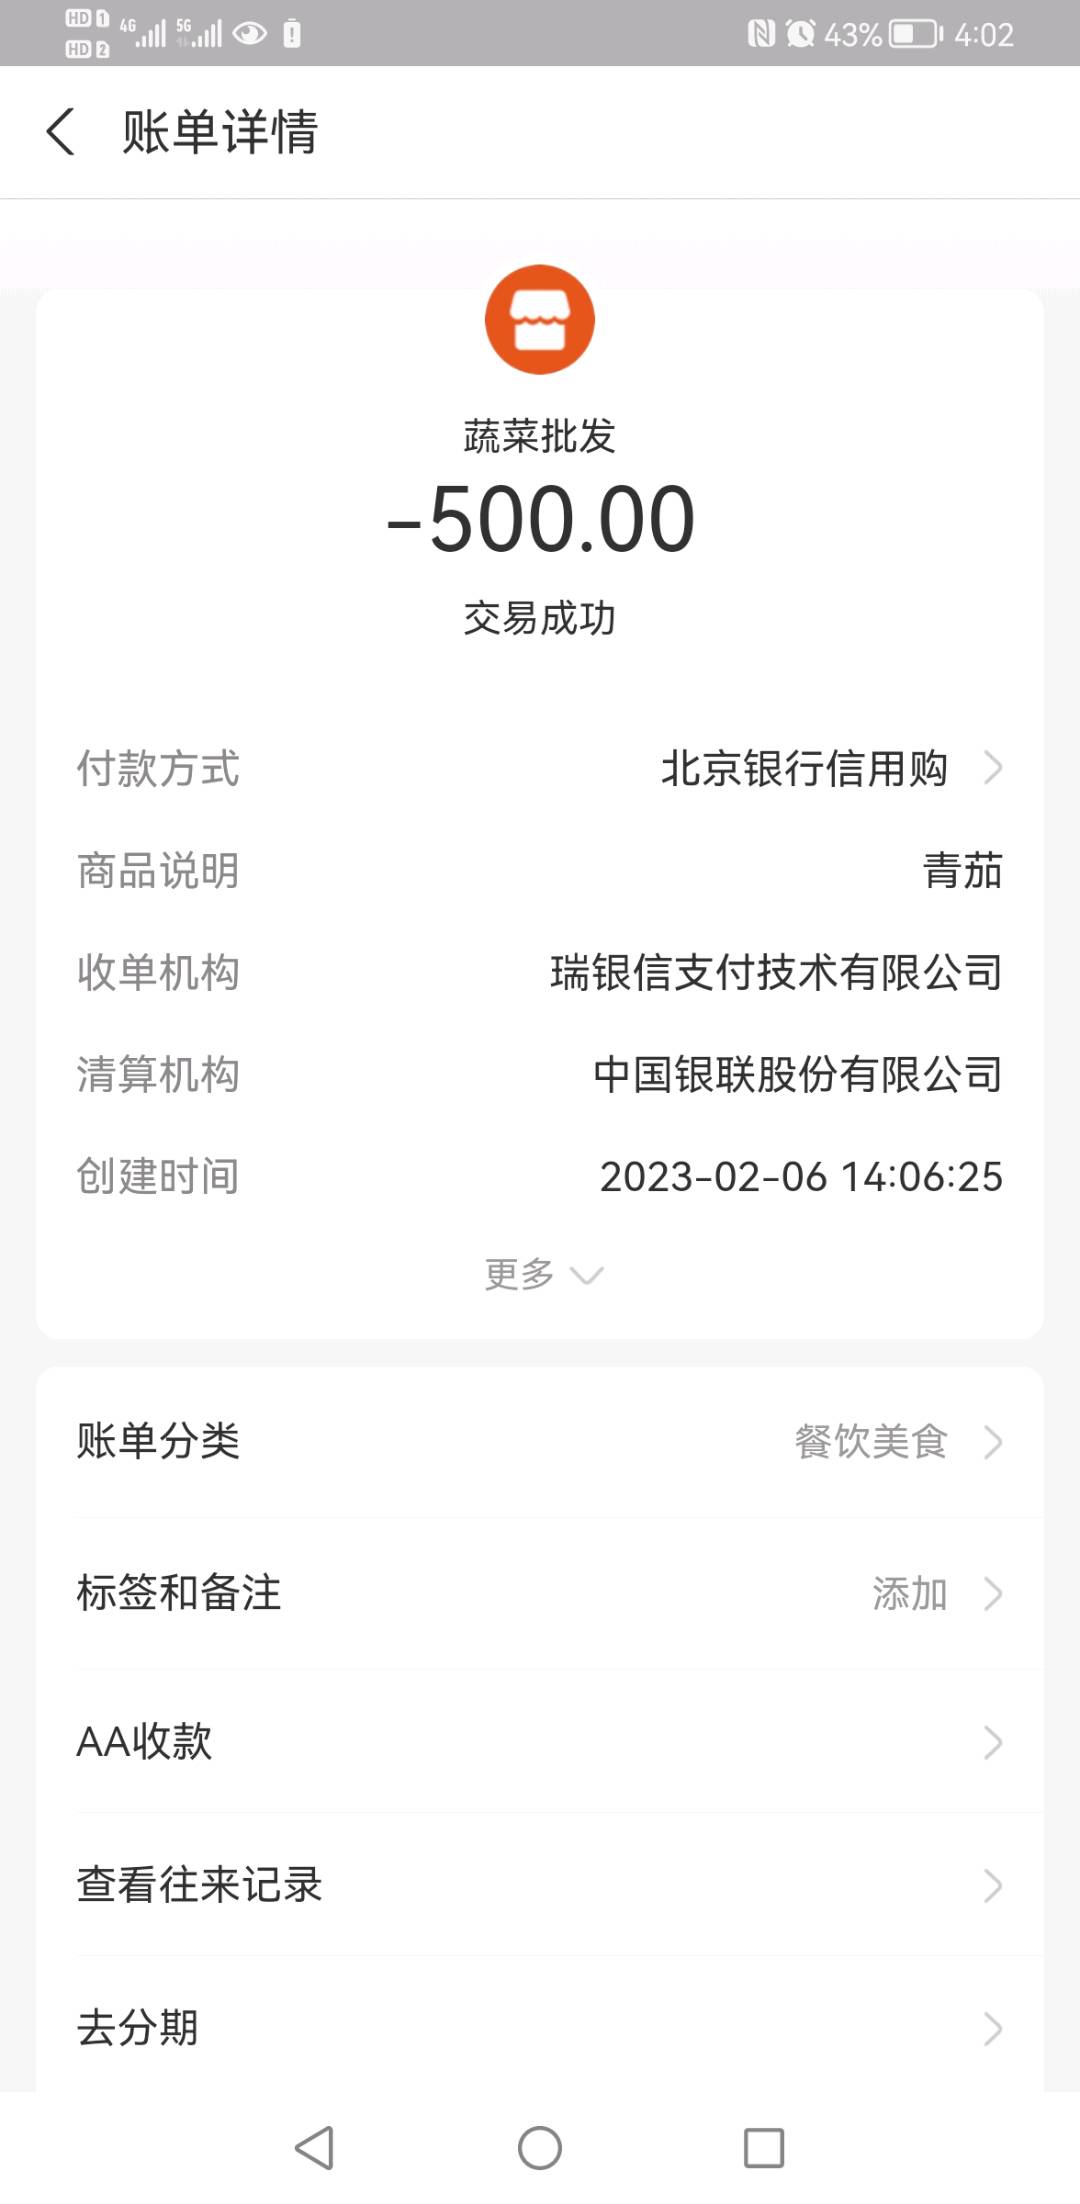 HD 1 4G 5G 43% 4:02
HD 2
账单详情
蔬菜批发
-500.00
交易成功
付款方式 北京银行信用购
商品说明 青茄
收单机构 瑞银信支付技术有限公司
清算机构 中国银联股份有限公司
创建时间 2023-02-06 14:06:25
更多
账单分类 餐饮美食
标签和备注 添加
AA收款
查看往来记录
去分期